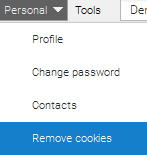 Personal Tools
Profile
Change password
Contacts
Remove cookies